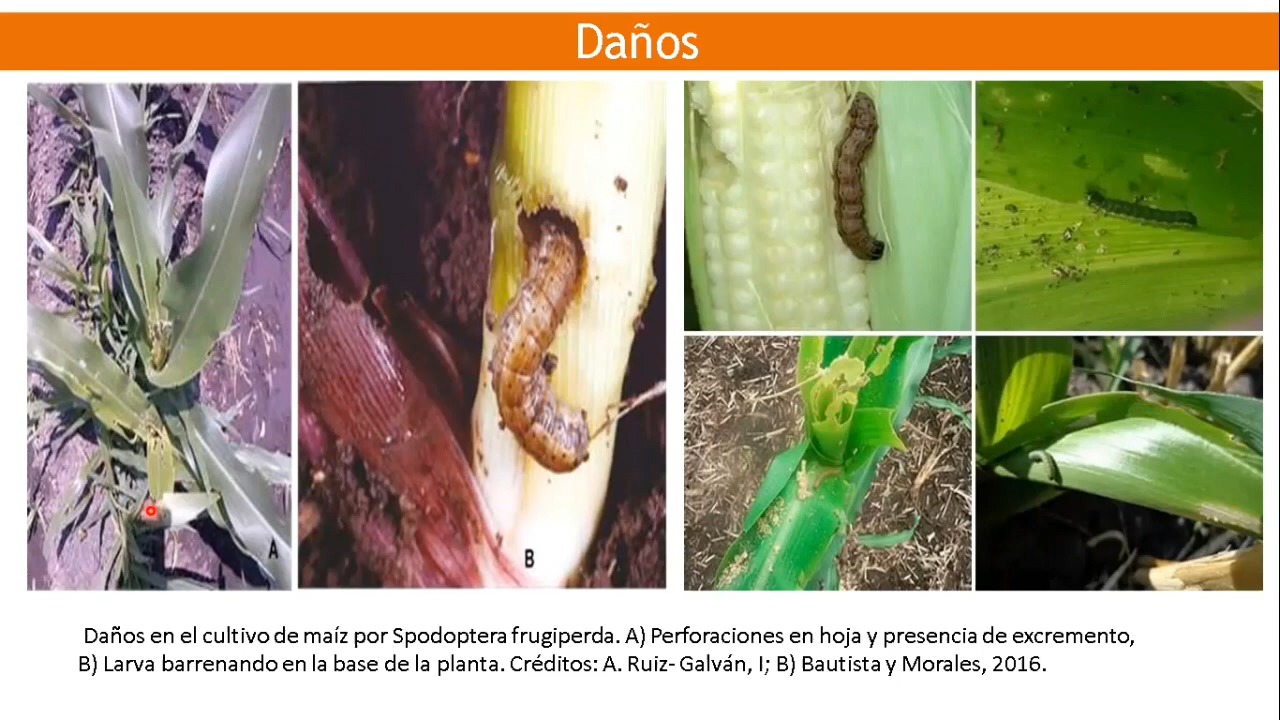 Daños
A
B
Daños en el cultivo de maíz por Spodoptera frugiperda. A) Perforaciones en hoja y presencia de excremento,
B) Larva barrenando en la base de la planta. Créditos: A. Ruiz- Galván, I; B) Bautista y Morales, 2016.